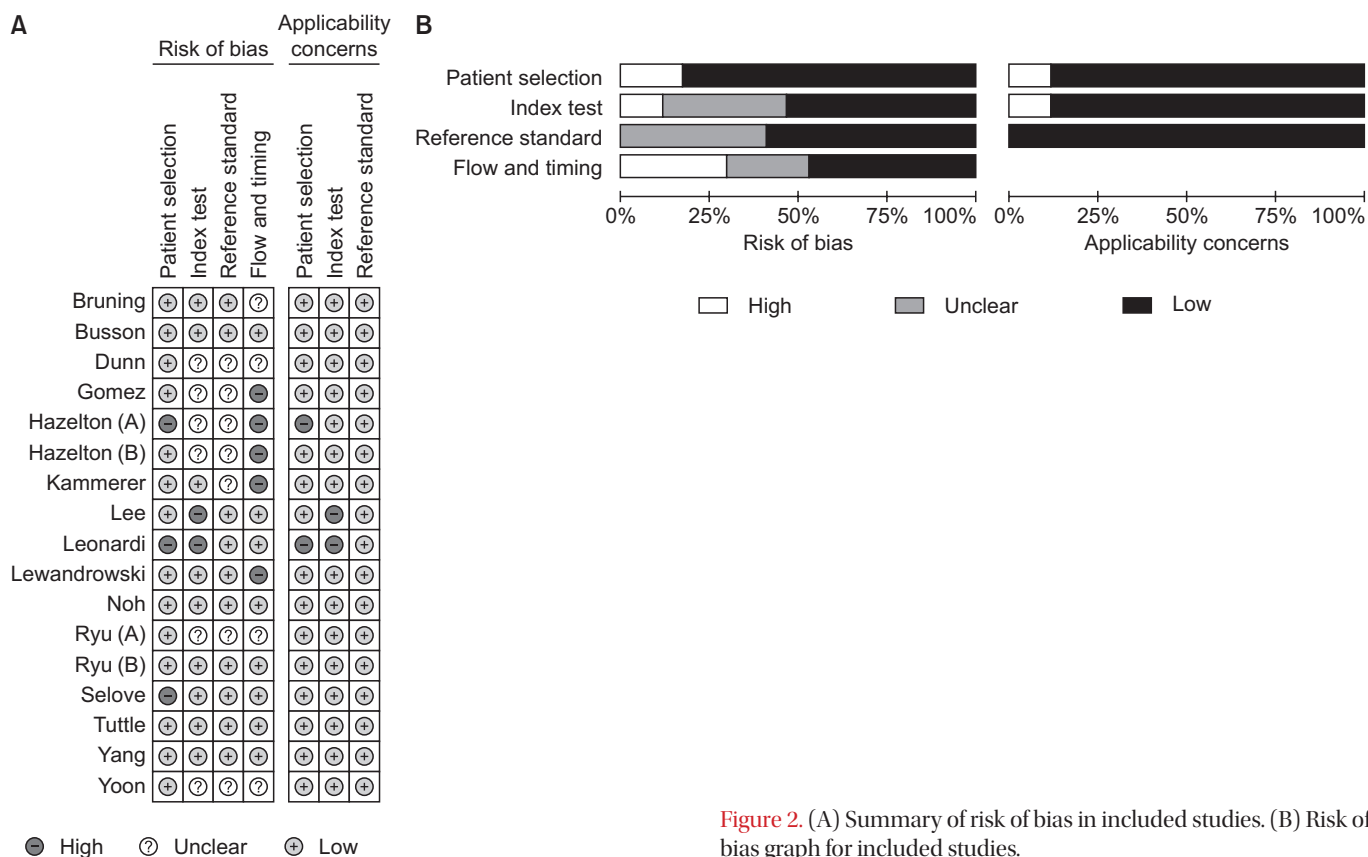 A
Risk of bias
Applicability
concerns
Patient selection
Index test
Reference standard
Flow and timing
Patient selection
Index test
Reference standard
Bruning + + + ? + + +
Busson + + + + + + +
Dunn + ? ? ? + + +
Gomez + ? ? − + + +
Hazelton (A) − ? ? − − + +
Hazelton (B) + ? ? − + + +
Kammerer + + ? − + + +
Lee + − + + + − +
Leonardi − − + + − − +
Lewandrowski + + + − + + +
Noh + + + + + + +
Ryu (A) + ? ? ? + + +
Ryu (B) + + + + + + +
Selove − + + + + + +
Tuttle + + + + + + +
Yang + + + + + + +
Yoon + ? ? ? + + +
− High ? Unclear + Low
B
Patient selection
Index test
Reference standard
Flow and timing
0% 25% 50% 75% 100%
Risk of bias
0% 25% 50% 75% 100%
Applicability concerns
High Unclear Low
Figure 2. (A) Summary of risk of bias in included studies. (B) Risk of
bias graph for included studies.